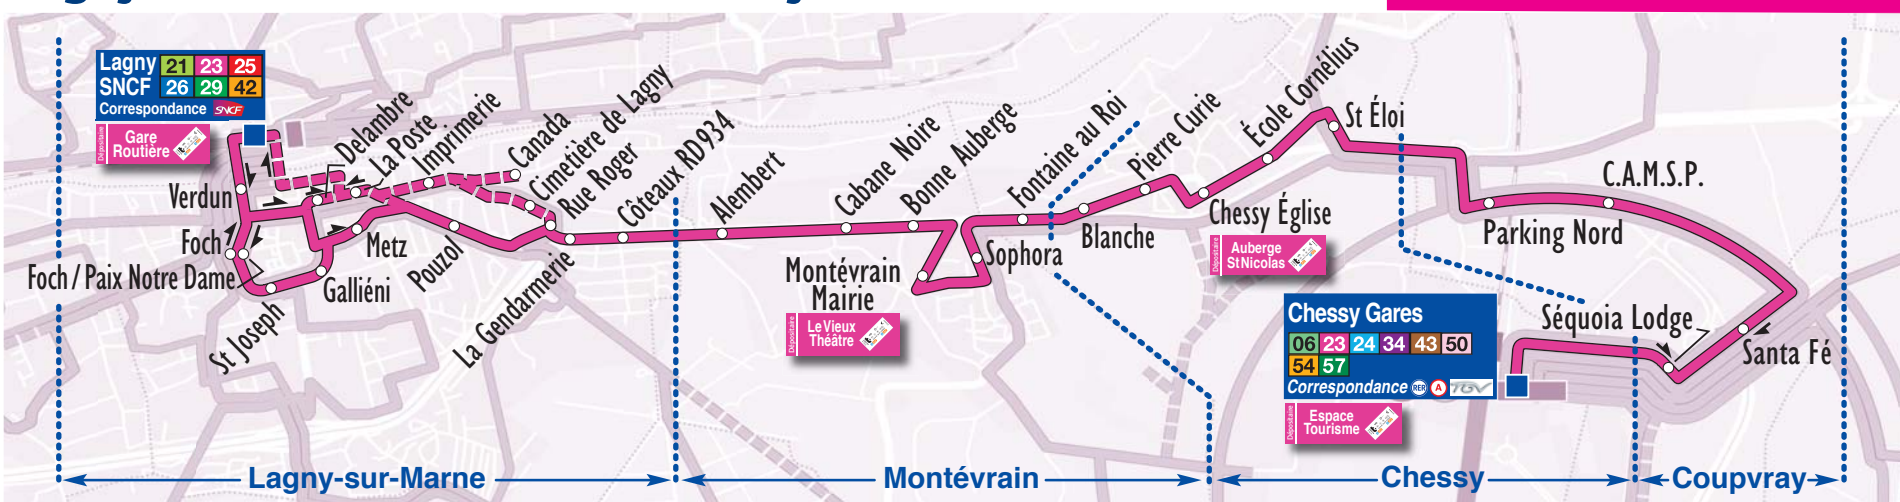 Lagny 21 23 25
SNCF 26 29 42
Correspondance SNCF
Dépositaire
Gare
Routière
Verdun
Foch
Foch / Paix Notre Dame
St Joseph
Galliéni
Metz
Delambre
La Poste
Imprimerie
Canada
Cimetière de Lagny
Rue Roger
Pouzol
La Gendarmerie
Côteaux RD934
Alembert
Cabane Noire
Bonne Auberge
Montévrain
Mairie
Dépositaire
Le Vieux
Théâtre
Sophora
Fontaine au Roi
Blanche
Pierre Curie
Chessy Église
Dépositaire
Auberge
St Nicolas
École Cornélius
St Éloi
Parking Nord
C.A.M.S.P.
Santa Fé
Séquoia Lodge
Chessy Gares
06 23 24 34 43 50
54 57
Correspondance RER A TGV
Dépositaire
Espace
Tourisme
Lagny-sur-Marne
Montévrain
Chessy
Coupvray